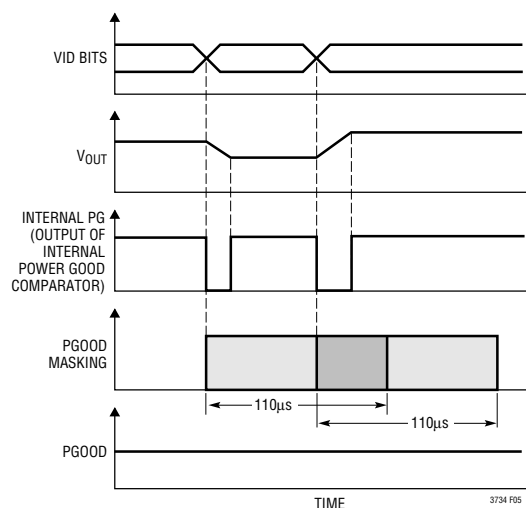 VID BITS
VOUT
INTERNAL PG
(OUTPUT OF
INTERNAL
POWER GOOD
COMPARATOR)
PGOOD
MASKING
110µs
110µs
PGOOD
TIME
3734 F05